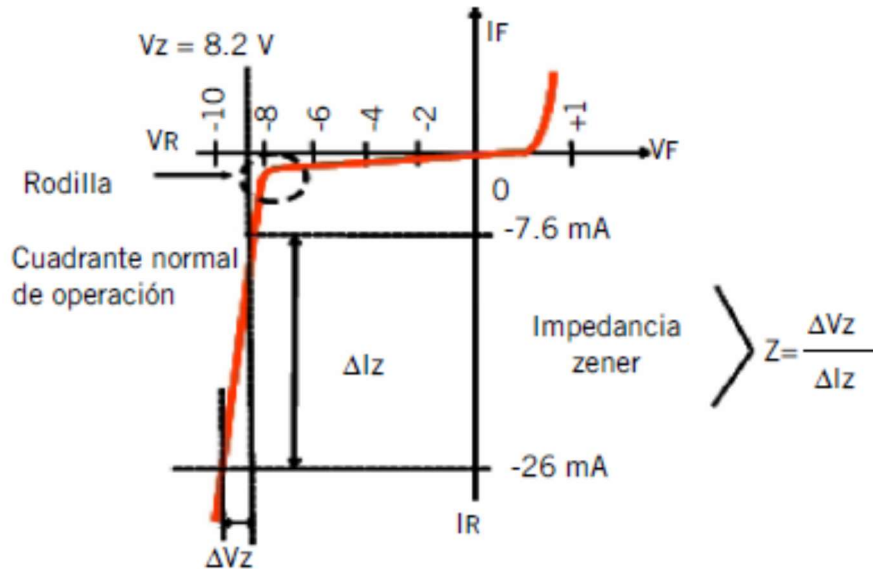 Vz = 8.2 V
IF
-10
-8
-6
-4
-2
+1
VR
VF
Rodilla
0
-7.6 mA
Cuadrante normal
de operación
Impedancia
zener
Z= ΔVz
ΔIz
ΔIz
-26 mA
IR
ΔVz